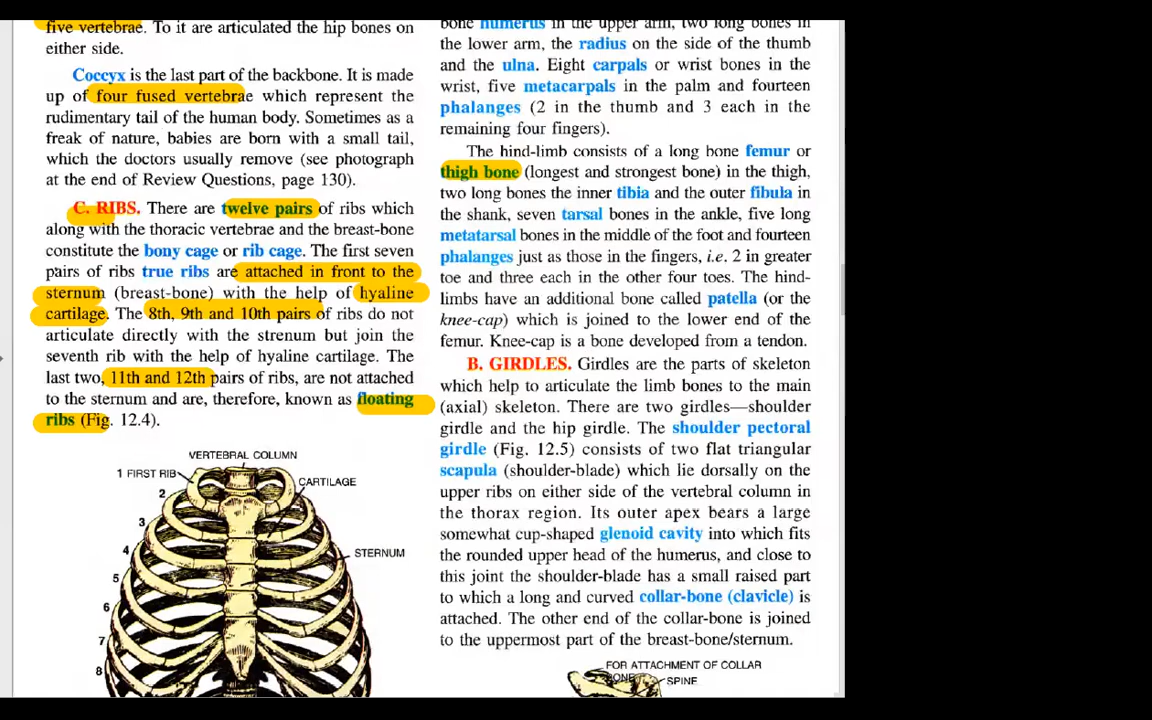 five vertebrae. To it are articulated the hip bones on
either side.
Coccyx is the last part of the backbone. It is made
up of four fused vertebrae which represent the
rudimentary tail of the human body. Sometimes as a
freak of nature, babies are born with a small tail,
which the doctors usually remove (see photograph
at the end of Review Questions, page 130).
C. RIBS. There are twelve pairs of ribs which
along with the thoracic vertebrae and the breast-bone
constitute the bony cage or rib cage. The first seven
pairs of ribs true ribs are attached in front to the
sternum (breast-bone) with the help of hyaline
cartilage. The 8th, 9th and 10th pairs of ribs do not
articulate directly with the strenum but join the
seventh rib with the help of hyaline cartilage. The
last two, 11th and 12th pairs of ribs, are not attached
to the sternum and are, therefore, known as floating
ribs (Fig. 12.4).
VERTEBRAL COLUMN
1 FIRST RIB
CARTILAGE
2
3
STERNUM
4
5
6
7
8
bone humerus in the upper arm, two long bones in
the lower arm, the radius on the side of the thumb
and the ulna. Eight carpals or wrist bones in the
wrist, five metacarpals in the palm and fourteen
phalanges (2 in the thumb and 3 each in the
remaining four fingers).
The hind-limb consists of a long bone femur or
thigh bone (longest and strongest bone) in the thigh,
two long bones the inner tibia and the outer fibula in
the shank, seven tarsal bones in the ankle, five long
metatarsal bones in the middle of the foot and fourteen
phalanges just as those in the fingers, i.e. 2 in greater
toe and three each in the other four toes. The hind-
limbs have an additional bone called patella (or the
knee-cap) which is joined to the lower end of the
femur. Knee-cap is a bone developed from a tendon.
B. GIRDLES. Girdles are the parts of skeleton
which help to articulate the limb bones to the main
(axial) skeleton. There are two girdles—shoulder
girdle and the hip girdle. The shoulder pectoral
girdle (Fig. 12.5) consists of two flat triangular
scapula (shoulder-blade) which lie dorsally on the
upper ribs on either side of the vertebral column in
the thorax region. Its outer apex bears a large
somewhat cup-shaped glenoid cavity into which fits
the rounded upper head of the humerus, and close to
this joint the shoulder-blade has a small raised part
to which a long and curved collar-bone (clavicle) is
attached. The other end of the collar-bone is joined
to the uppermost part of the breast-bone/sternum.
FOR ATTACHMENT OF COLLAR
BONE
SPINE